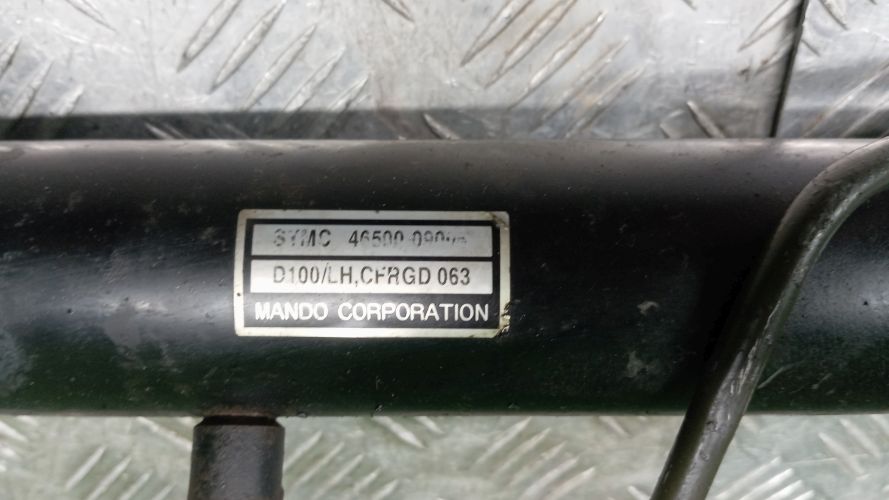 SYMC 46500
D100/LH,CFRGD 063
MANDO CORPORATION